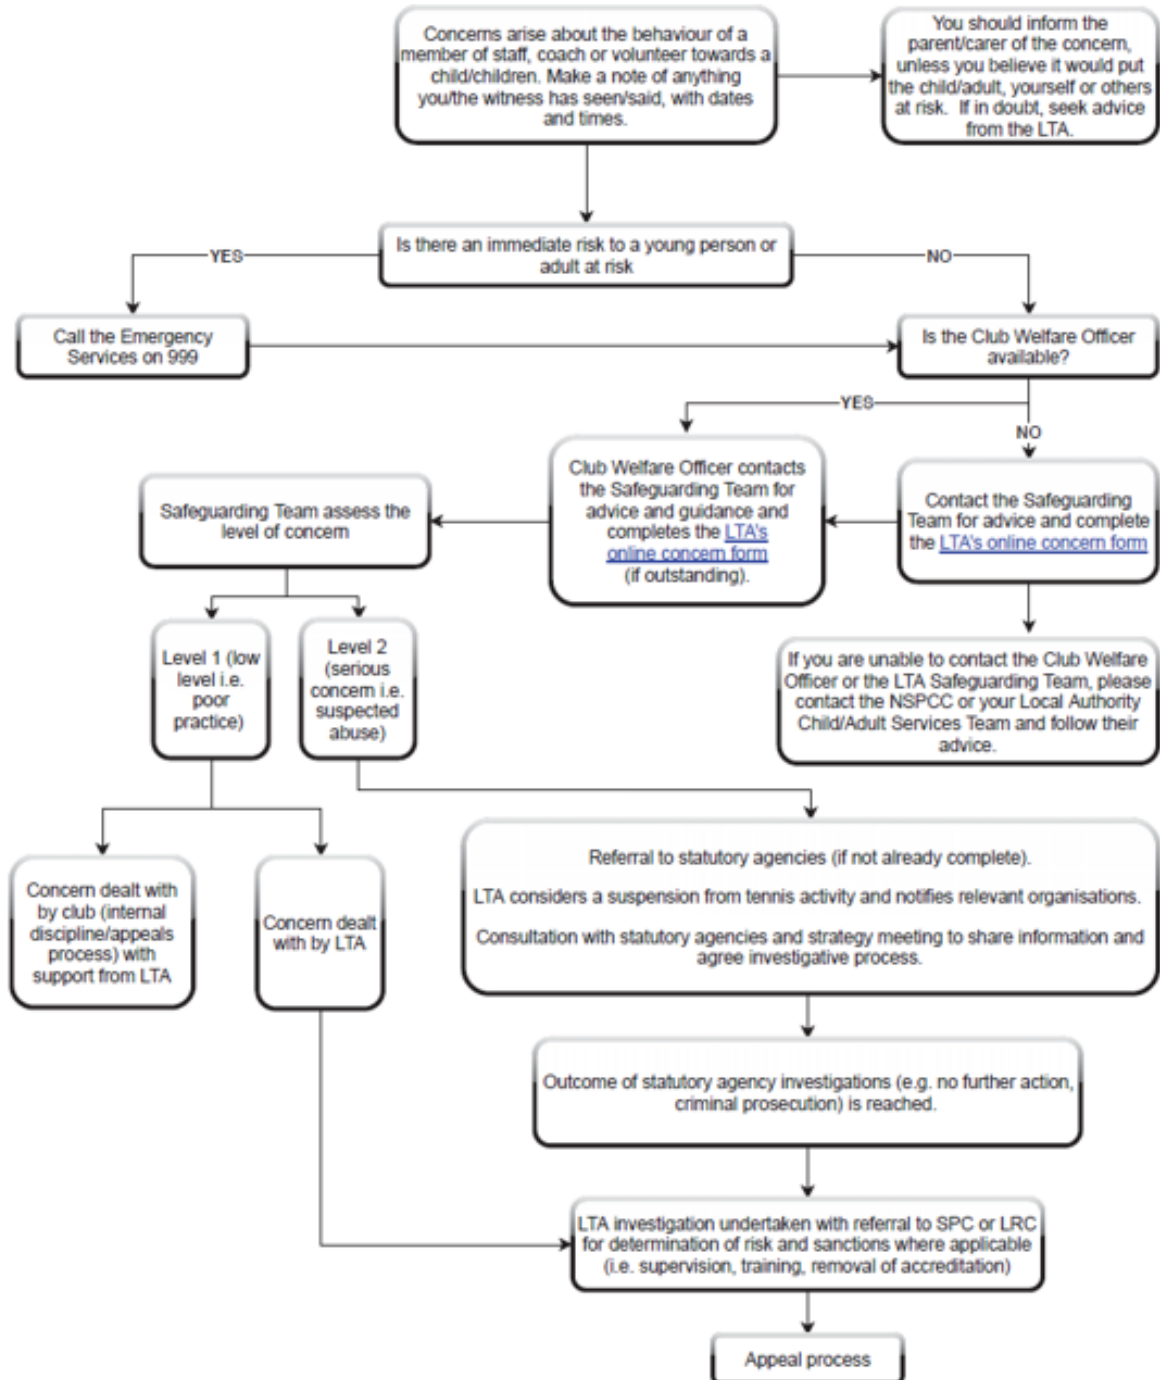 Concerns arise about the behaviour of a
member of staff, coach or volunteer towards a
child/children. Make a note of anything
you/the witness has seen/said, with dates
and times.
You should inform the
parent/carer of the concern,
unless you believe it would put
the child/adult, yourself or others
at risk.  If in doubt, seek advice
from the LTA.
Is there an immediate risk to a young person or
adult at risk
YES
NO
Call the Emergency
Services on 999
Is the Club Welfare Officer
available?
YES
NO
Club Welfare Officer contacts
the Safeguarding Team for
advice and guidance and
completes the LTA's
online concern form
(if outstanding).
Contact the Safeguarding
Team for advice and complete
the LTA's online concern form
Safeguarding Team assess the
level of concern
Level 1 (low
level i.e.
poor
practice)
Level 2
(serious
concern i.e.
suspected
abuse)
If you are unable to contact the Club Welfare
Officer or the LTA Safeguarding Team, please
contact the NSPCC or your Local Authority
Child/Adult Services Team and follow their
advice.
Concern dealt with
by club (internal
discipline/appeals
process) with
support from LTA
Concern dealt
with by LTA
Referral to statutory agencies (if not already complete).
LTA considers a suspension from tennis activity and notifies relevant organisations.
Consultation with statutory agencies and strategy meeting to share information and
agree investigative process.
Outcome of statutory agency investigations (e.g. no further action,
criminal prosecution) is reached.
LTA investigation undertaken with referral to SPC or LRC
for determination of risk and sanctions where applicable
(i.e. supervision, training, removal of accreditation)
Appeal process